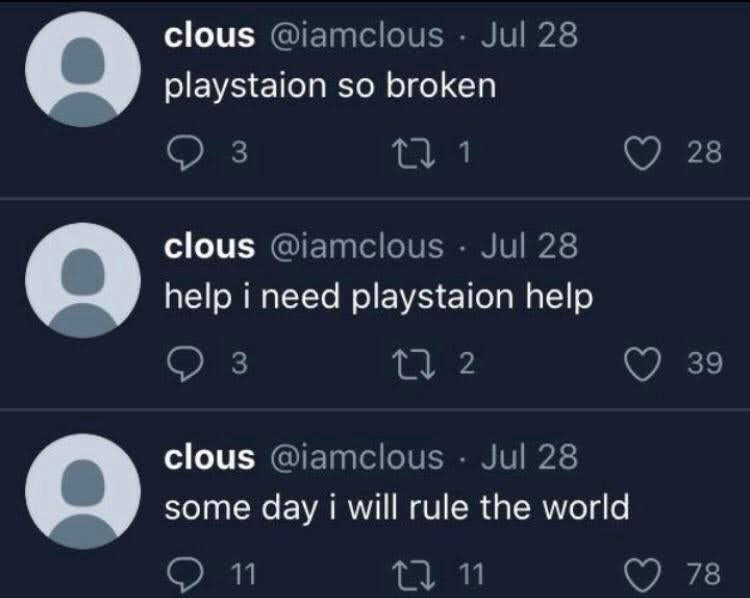 clous @iamclous · Jul 28
playstaion so broken
3 1 28
clous @iamclous · Jul 28
help i need playstaion help
3 2 39
clous @iamclous · Jul 28
some day i will rule the world
11 11 78